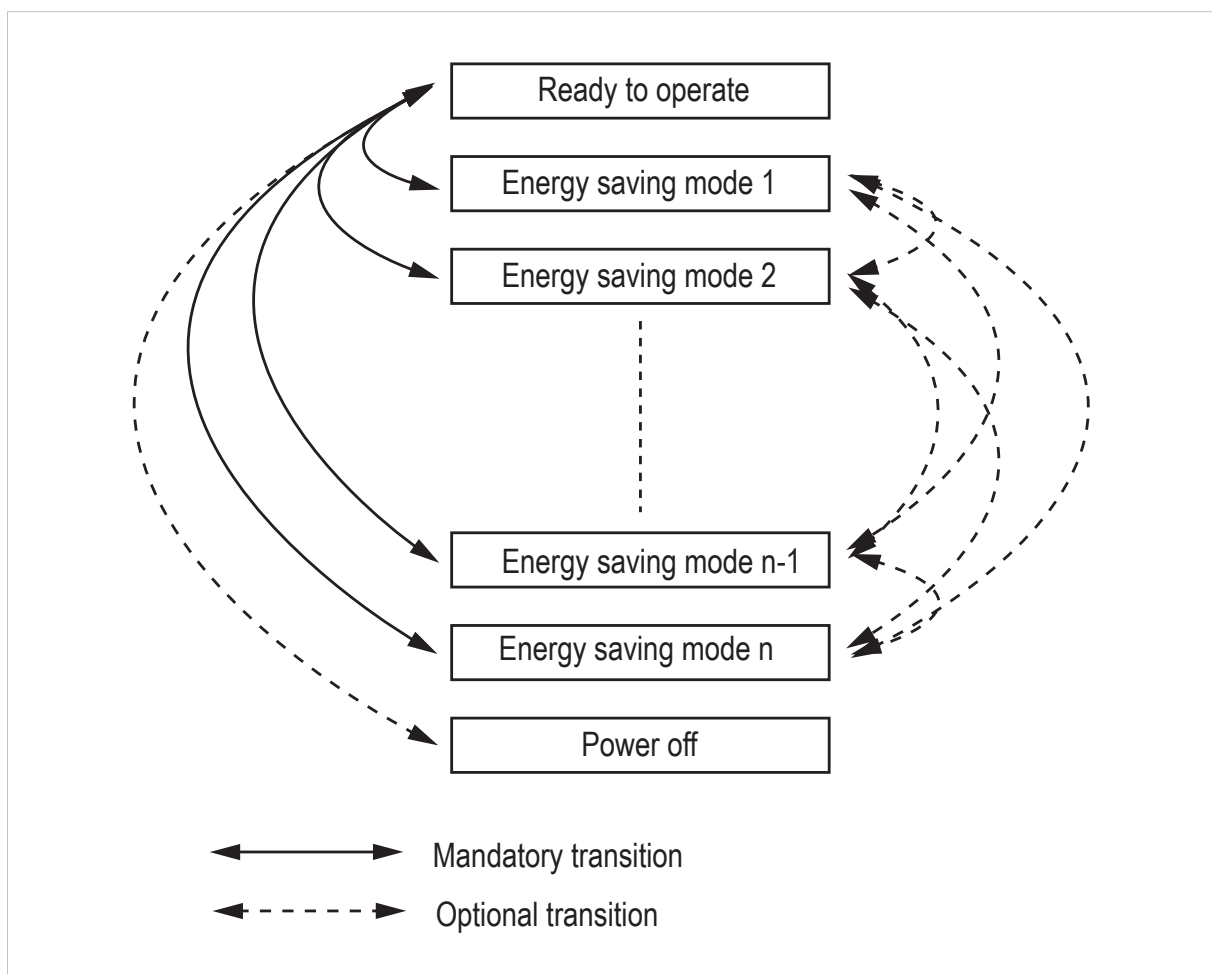 Ready to operate
Energy saving mode 1
Energy saving mode 2
Energy saving mode n-1
Energy saving mode n
Power off
Mandatory transition
Optional transition